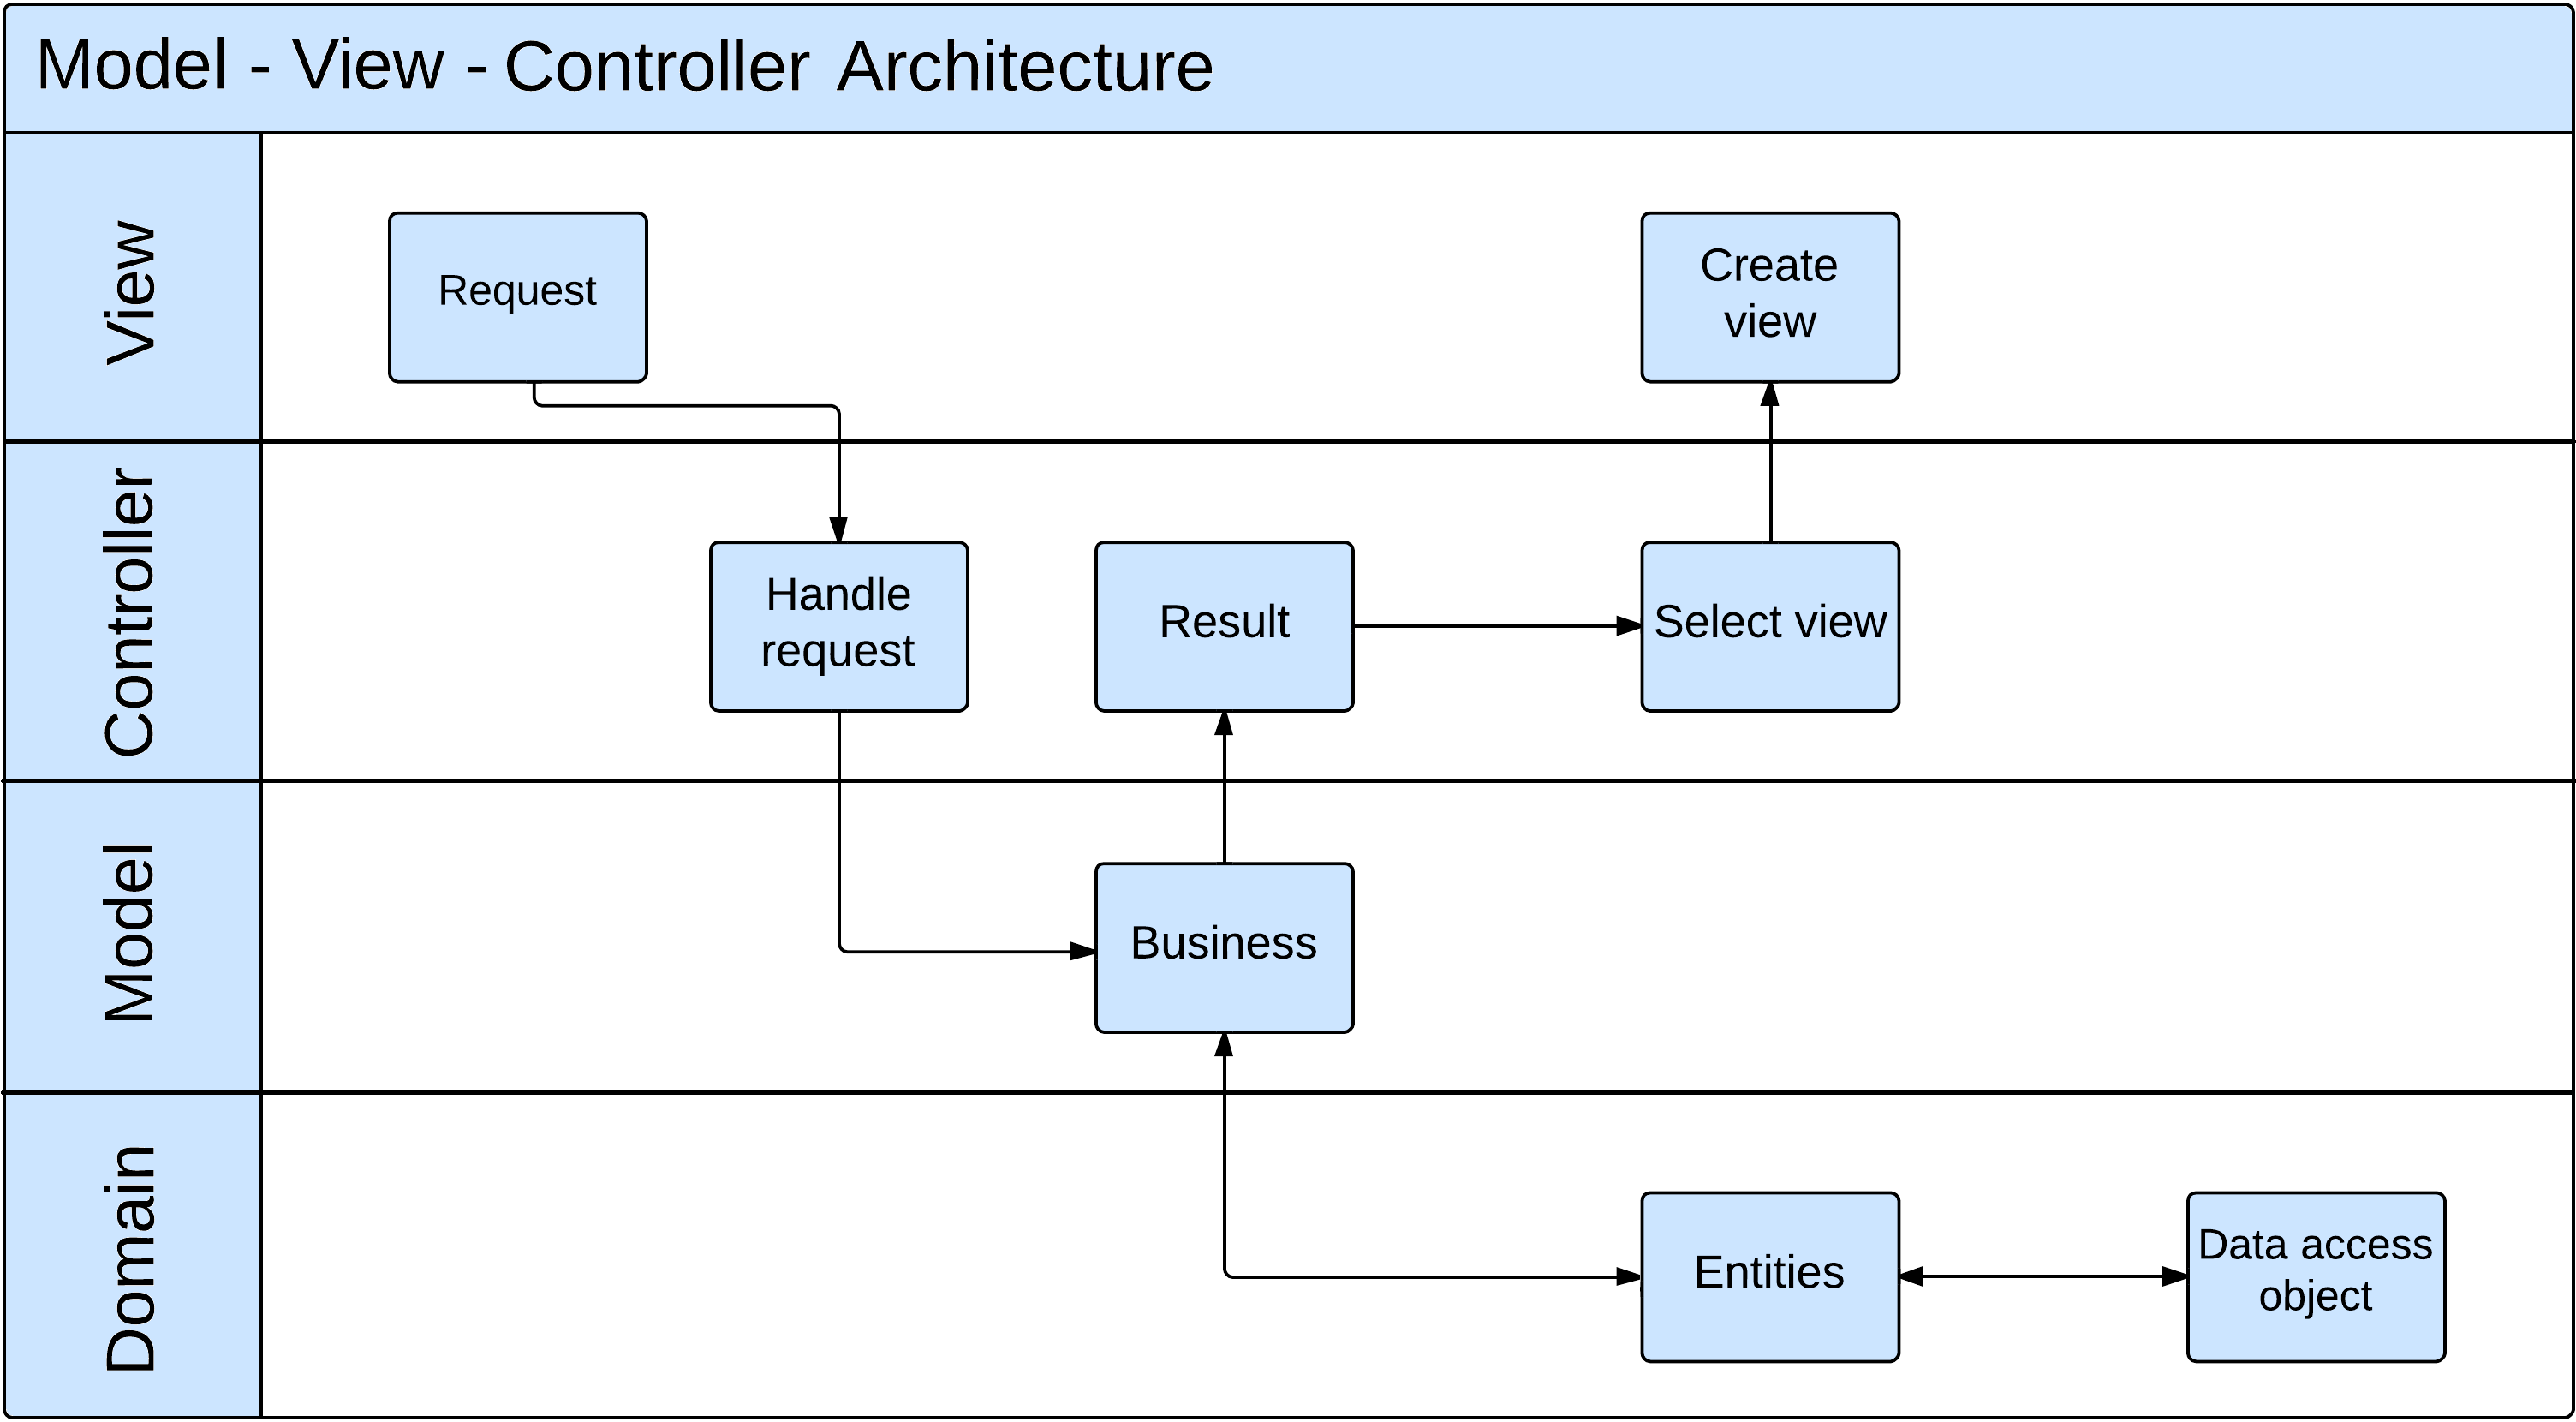 Model - View - Controller Architecture
View
Request
Create
view
Controller
Handle
request
Result
Select view
Model
Business
Domain
Entities
Data access
object